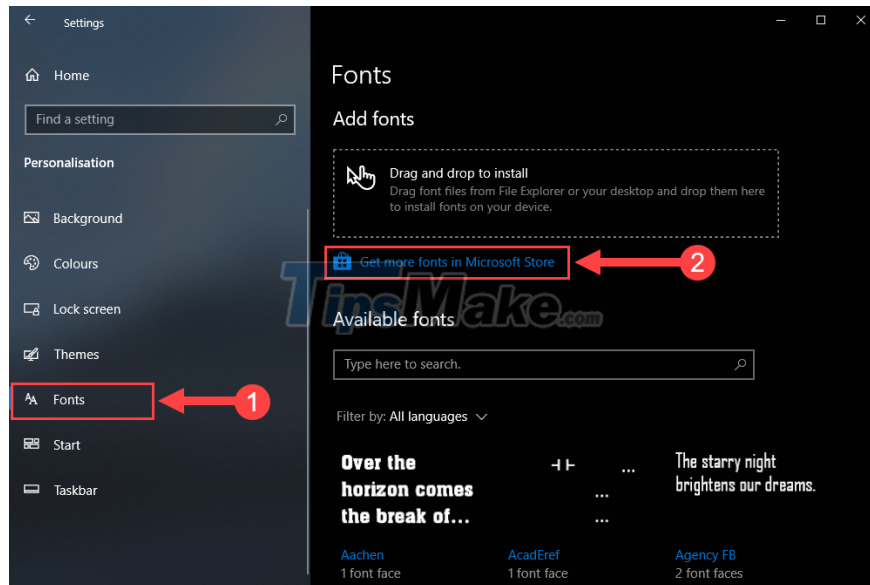 Settings
Home
Find a setting
Personalisation
Background
Colours
Lock screen
Themes
Fonts
1
Start
Taskbar
Fonts
Add fonts
Drag and drop to install
Drag font files from File Explorer or your desktop and drop them here
to install fonts on your device.
Get more fonts in Microsoft Store
2
TipsMake.com
Available fonts
Type here to search.
Filter by: All languages
Over the
horizon comes
the break of...
...
...
...
The starry night
brightens our dreams.
Aachen
1 font face
AcadEref
1 font face
Agency FB
2 font faces